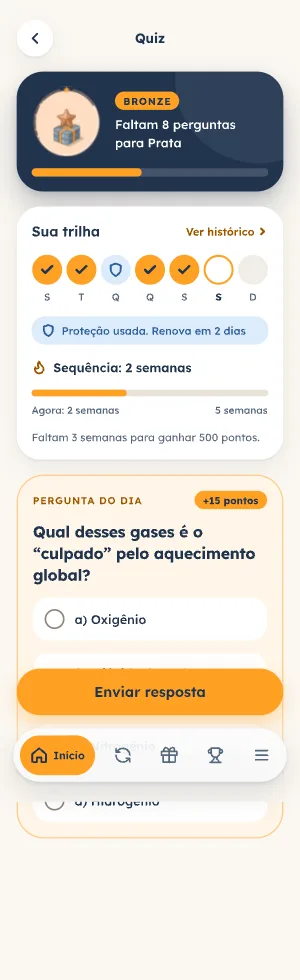 Quiz
BRONZE
Faltam 8 perguntas
para Prata
Sua trilha
Ver histórico
S T Q Q S S D
Proteção usada. Renova em 2 dias
Sequência: 2 semanas
Agora: 2 semanas
5 semanas
Faltam 3 semanas para ganhar 500 pontos.
PERGUNTA DO DIA
+15 pontos
Qual desses gases é o
“culpado” pelo aquecimento
global?
a) Oxigênio
Enviar resposta
Início
d) Hidrogênio